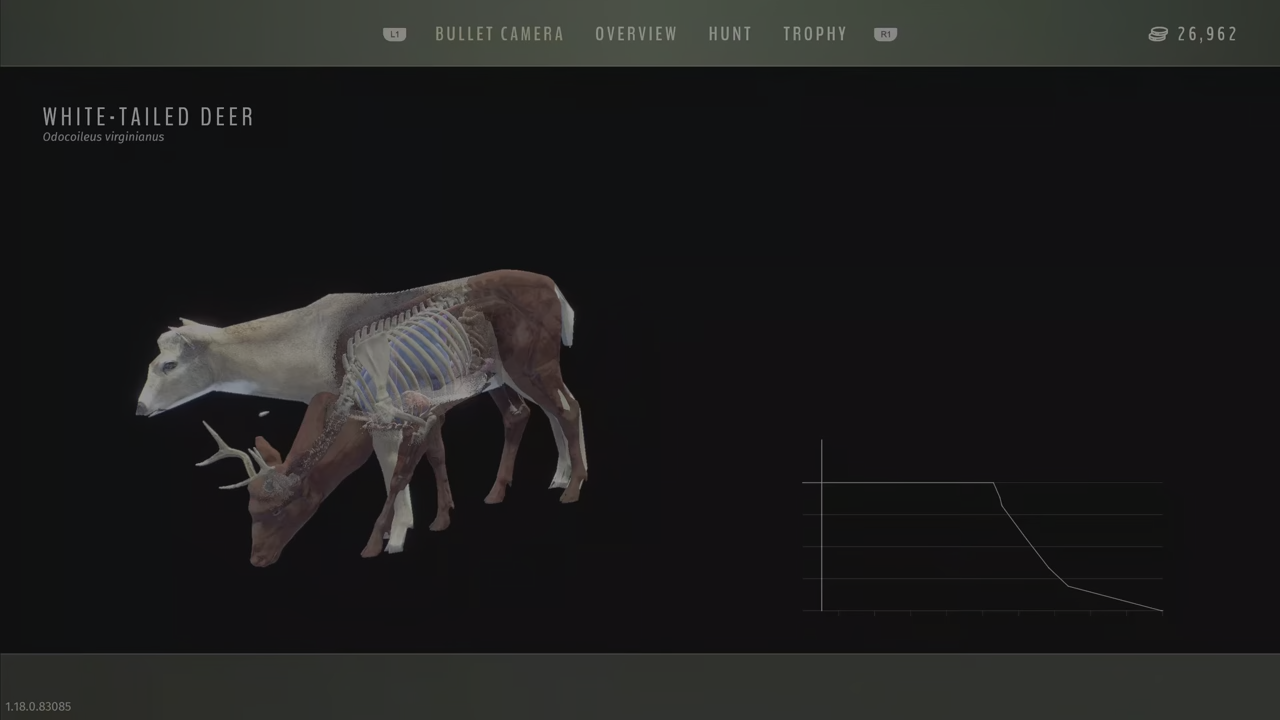 L1 BULLET CAMERA OVERVIEW HUNT TROPHY R1 26,962
WHITE-TAILED DEER
Odocoileus virginianus
1.18.0.83085